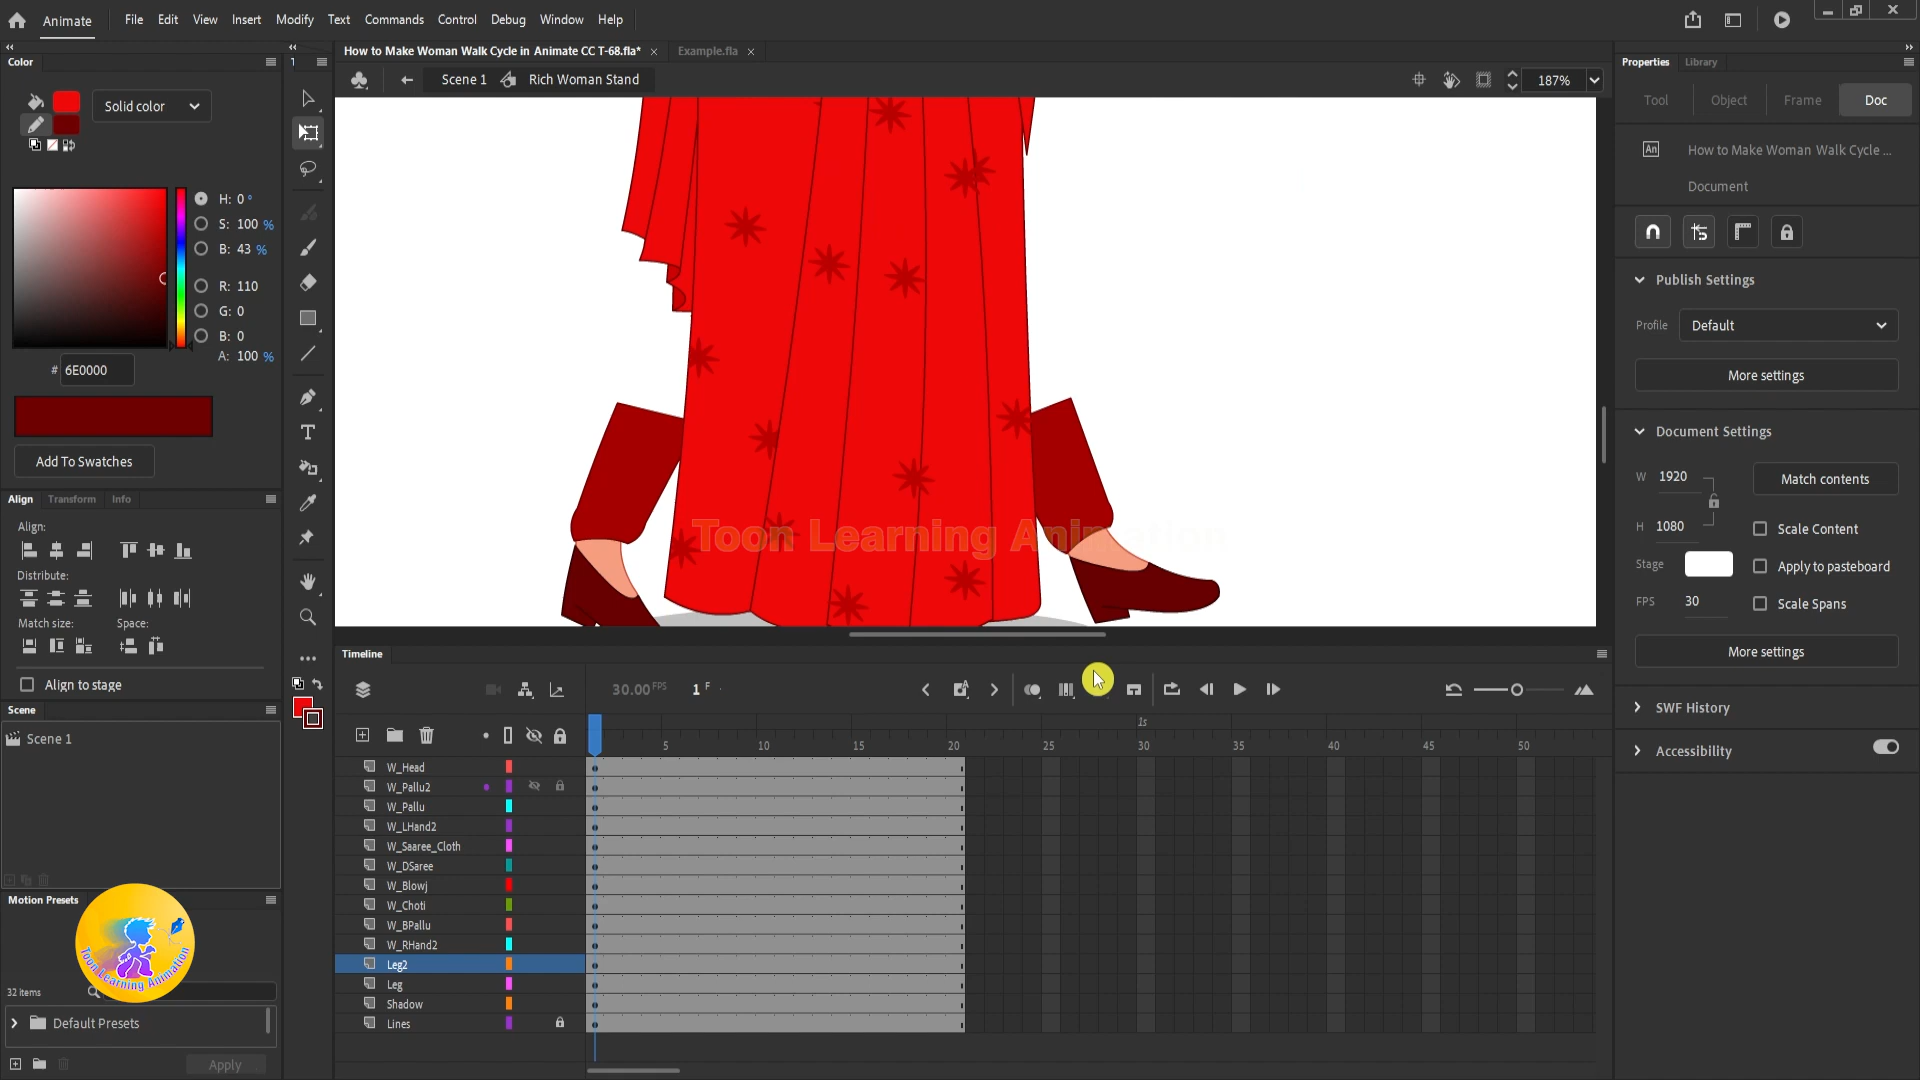 Animate
File Edit View Insert Modify Text Commands Control Debug Window Help
Color
Solid color
H: 0 °
S: 100 %
B: 43 %
R: 110
G: 0
B: 0
A: 100 %
# 6E0000
Add To Swatches
Align Transform Info
Align:
Distribute:
Match size: Space:
Align to stage
Scene
Scene 1
Motion Presets
Toon Learning Animation
32 items
Default Presets
Apply
How to Make Woman Walk Cycle in Animate CC T-68.fla* × Example.fla ×
Scene 1 Rich Woman Stand
187%
Toon Learning Animation
Timeline
30.00 FPS 1 F
1s
5 10 15 20 25 30 35 40 45 50
W_Head
W_Pallu2
W_Pallu
W_LHand2
W_Saaree_Cloth
W_DSaree
W_Blowj
W_Choti
W_BPallu
W_RHand2
Leg2
Leg
Shadow
Lines
Properties Library
Tool Object Frame Doc
An How to Make Woman Walk Cycle ...
Document
Publish Settings
Profile Default
More settings
Document Settings
W 1920 Match contents
H 1080 Scale Content
Stage Apply to pasteboard
FPS 30 Scale Spans
More settings
SWF History
Accessibility